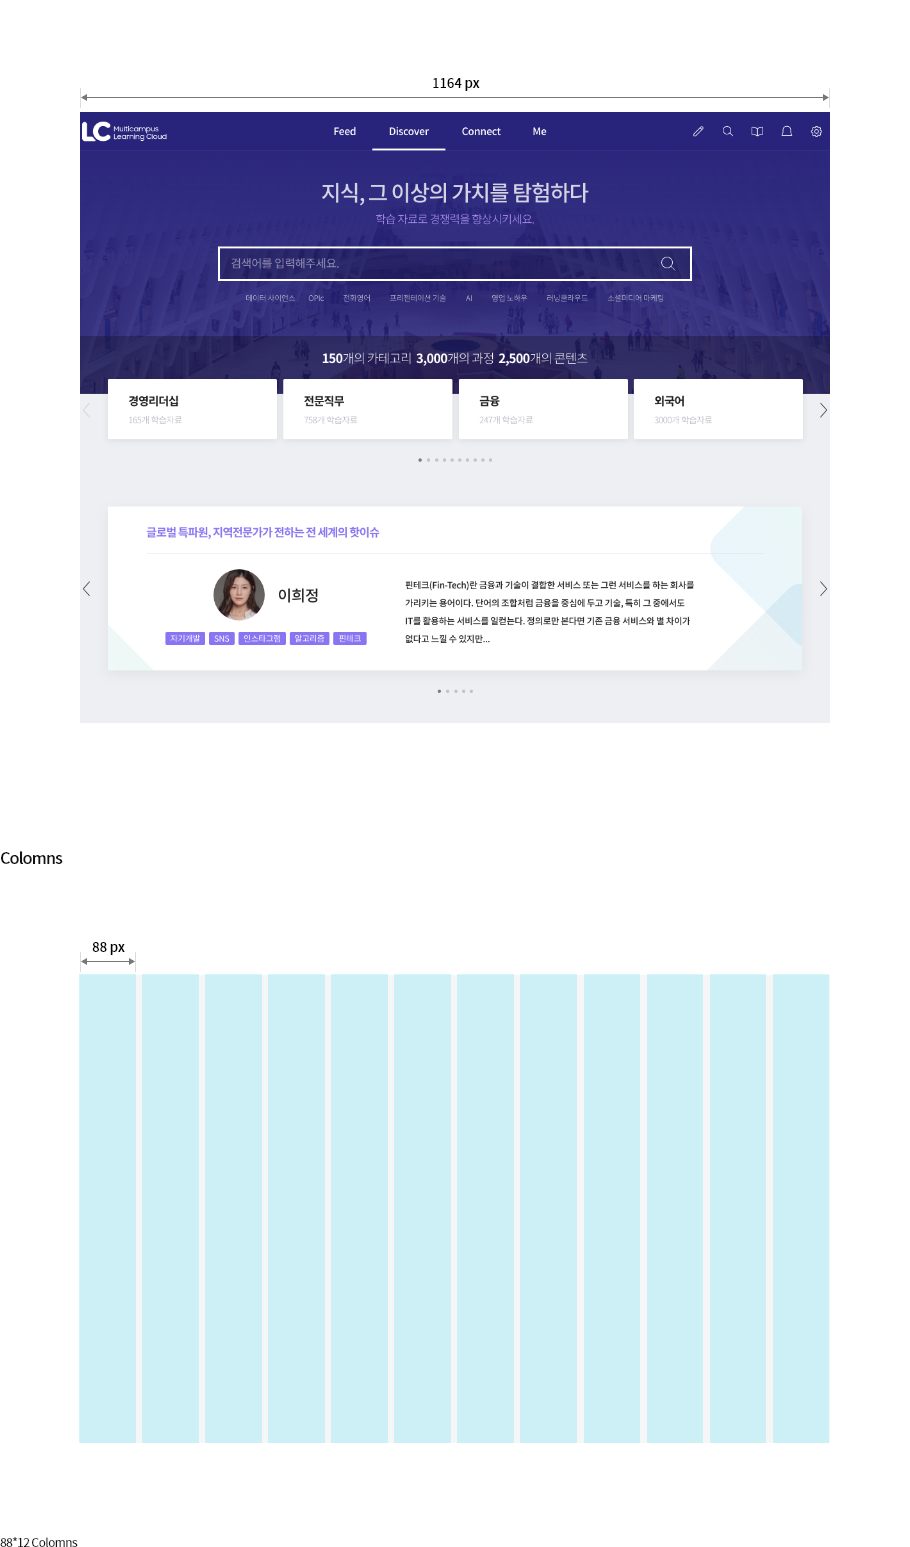 1164 px
LC Multicampus
Learning Cloud
Feed Discover Connect Me
지식, 그 이상의 가치를 탐험하다
학습 자료로 경쟁력을 향상시키세요.
검색어를 입력해주세요.
데이터 사이언스 OPIc 전화영어 프리젠테이션 기술 AI 영업 노하우 러닝클라우드 소셜미디어 마케팅
150개의 카테고리 3,000개의 과정 2,500개의 콘텐츠
경영리더십 전문직무 금융 외국어
165개 학습자료 758개 학습자료 247개 학습자료 3000개 학습자료
글로벌 특파원, 지역전문가가 전하는 전 세계의 핫이슈
이희정
자기개발 SNS 인스타그램 알고리즘 핀테크
핀테크(Fin-Tech)란 금융과 기술이 결합한 서비스 또는 그런 서비스를 하는 회사를
가리키는 용어이다. 단어의 조합처럼 금융을 중심에 두고 기술, 특히 그 중에서도
IT를 활용하는 서비스를 일컫는다. 정의로만 본다면 기존 금융 서비스와 별 차이가
없다고 느낄 수 있지만...
Colomns
88 px
88*12 Colomns